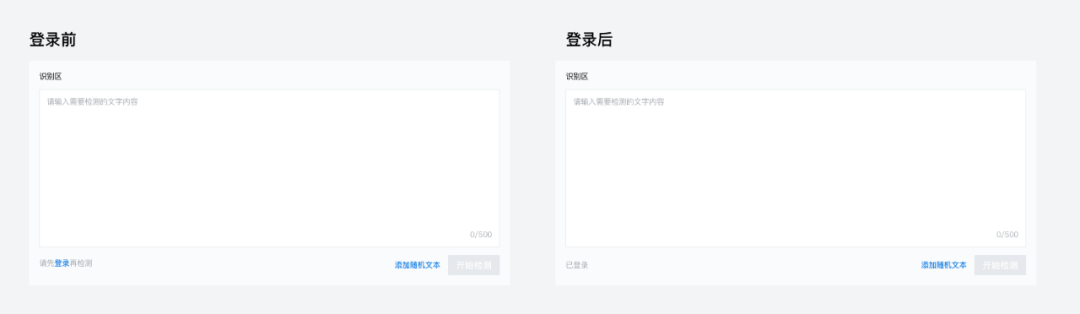 登录前
识别区
请输入需要检测的文字内容
0/500
请先登录再检测
添加随机文本
开始检测
登录后
识别区
请输入需要检测的文字内容
0/500
已登录
添加随机文本
开始检测